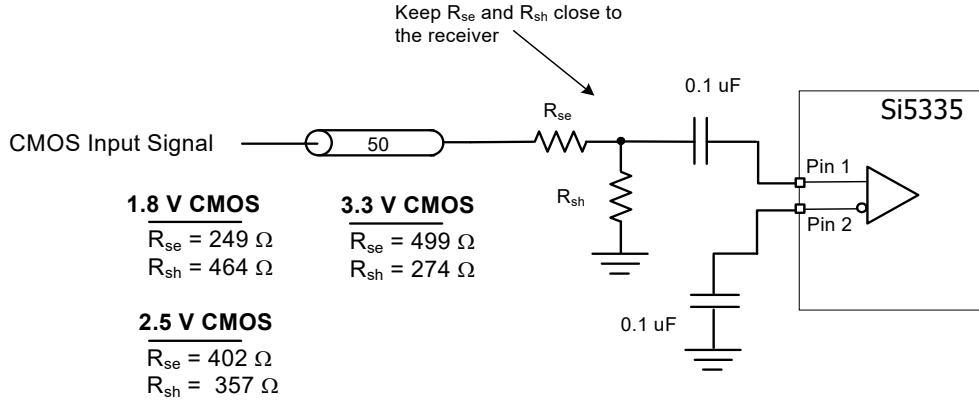 Keep Rse and Rsh close to
the receiver
0.1 uF
Si5335
Rse
CMOS Input Signal
50
Pin 1
Rsh
Pin 2
1.8 V CMOS
Rse = 249 Ω
Rsh = 464 Ω
3.3 V CMOS
Rse = 499 Ω
Rsh = 274 Ω
0.1 uF
2.5 V CMOS
Rse = 402 Ω
Rsh = 357 Ω